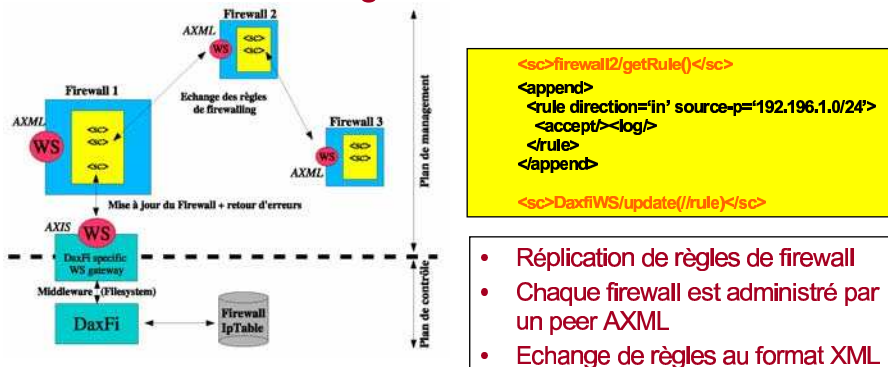 Firewall 2
AXML
WS
<sc>
<sc>
Firewall 1
AXML
WS
<sc>
<sc>
<sc>
Echange des règles
de firewalling
Firewall 3
WS
AXML
<sc>
<sc>
Mise à jour du Firewall + retour d'erreurs
AXIS
WS
DaxFi specific
WS gateway
Middleware (Filesystem)
DaxFi
Firewall
IpTable
Plan de management
Plan de contrôle
<sc>firewall2/getRule()</sc>
<append>
<rule direction='in' source-p='192.196.1.0/24'>
<accept/><log/>
</rule>
</append>
<sc>DaxfiWS/update(//rule)</sc>
• Réplication de règles de firewall
• Chaque firewall est administré par
un peer AXML
• Echange de règles au format XML